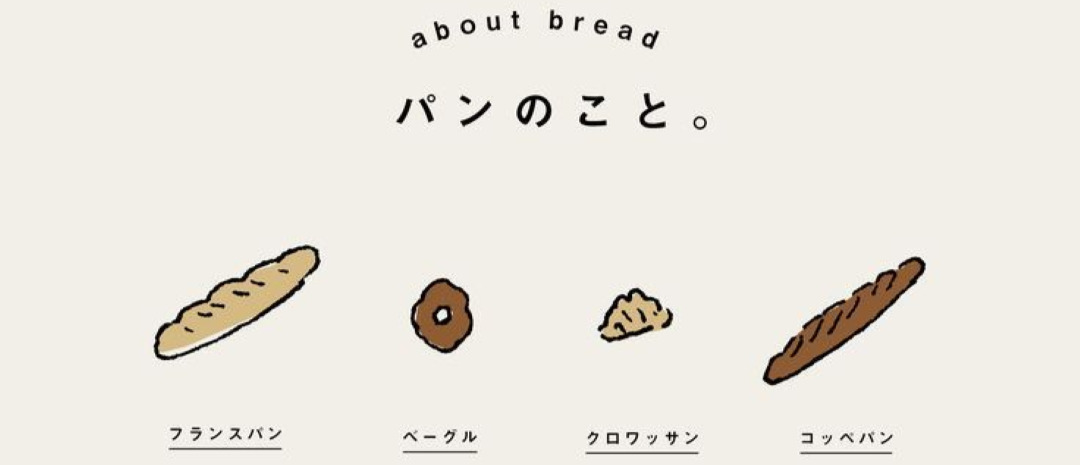 about bread
パンのこと。
フランスパン
ベーグル
クロワッサン
コッペパン